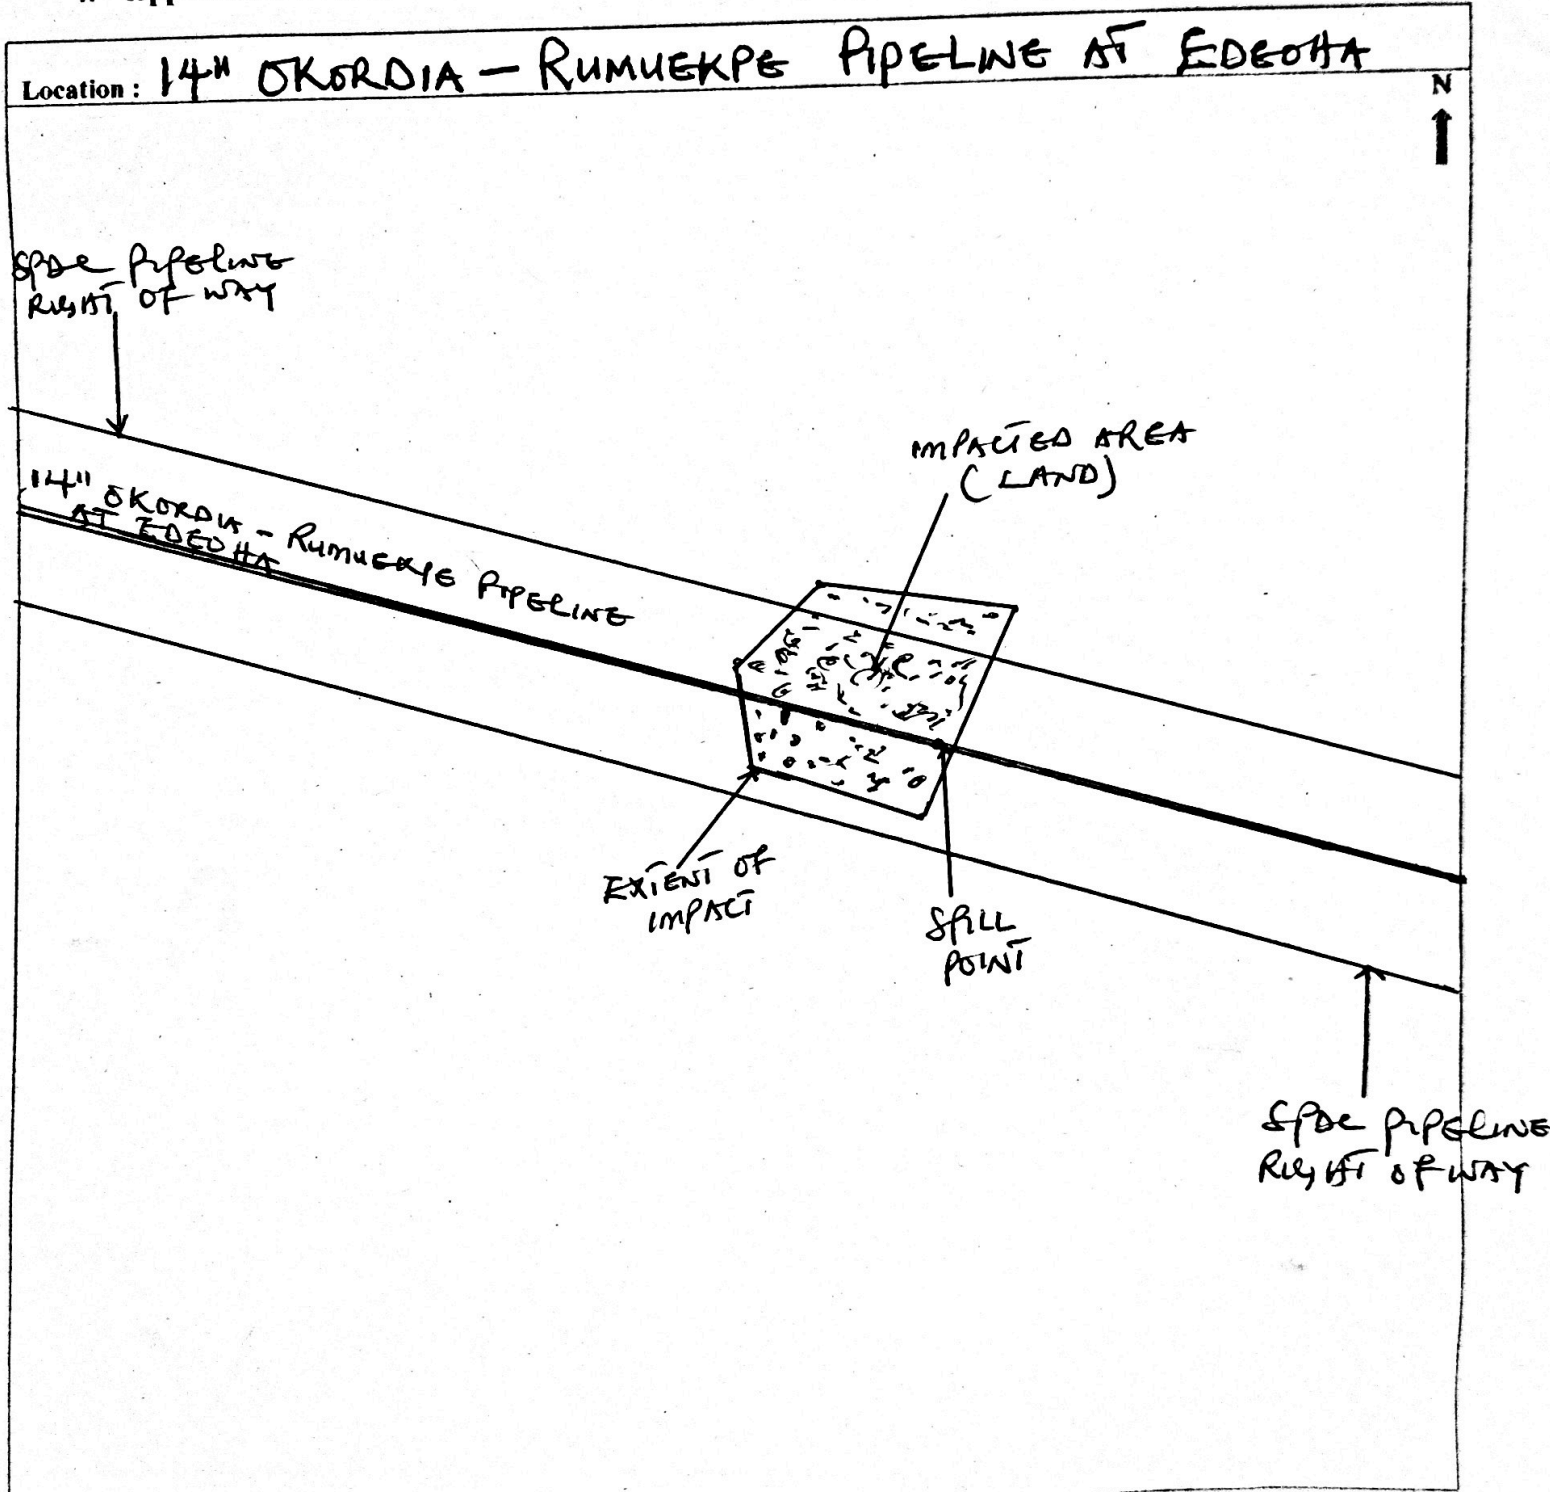 Location : 14" OKORDIA – RUMUEKPE PIPELINE AT EDEOHA
N
SPDC PIPELINE
RIGHT OF WAY
IMPACTED AREA
(LAND)
14" OKORDIA – RUMUEKPE PIPELINE
AT EDEOHA
EXTENT OF
IMPACT
SPILL
POINT
SPDC PIPELINE
RIGHT OF WAY